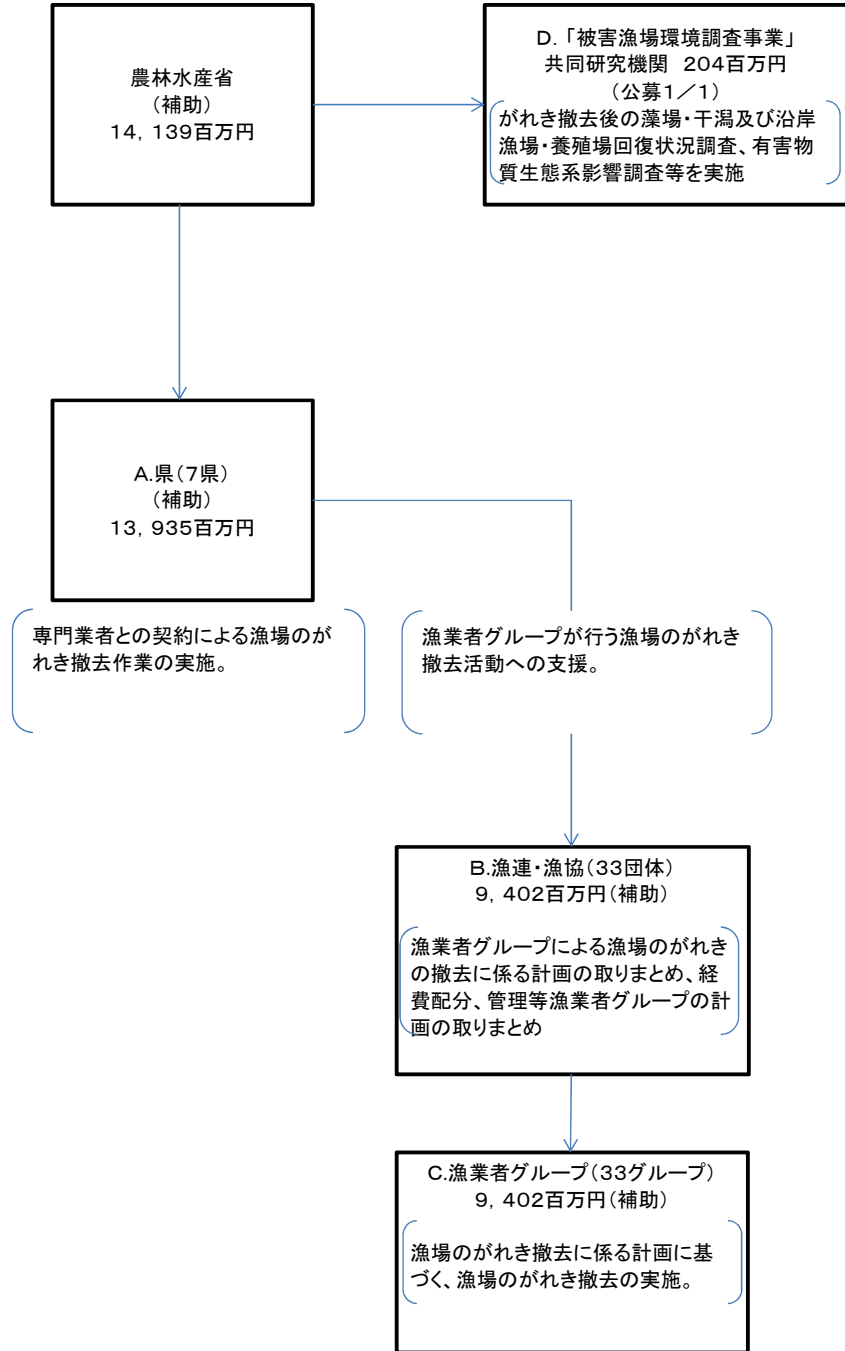 農林水産省
(補助)
14,139百万円
D.「被害漁場環境調査事業」
共同研究機関 204百万円
(公募1/1)
がれき撤去後の藻場・干潟及び沿岸
漁場・養殖場回復状況調査、有害物
質生態系影響調査等を実施
A.県(7県)
(補助)
13,935百万円
専門業者との契約による漁場のが
れき撤去作業の実施。
漁業者グループが行う漁場のがれき
撤去活動への支援。
B.漁連・漁協(33団体)
9,402百万円(補助)
漁業者グループによる漁場のがれき
の撤去に係る計画の取りまとめ、経
費配分、管理等漁業者グループの計
画の取りまとめ
C.漁業者グループ(33グループ)
9,402百万円(補助)
漁場のがれき撤去に係る計画に基
づく、漁場のがれき撤去の実施。